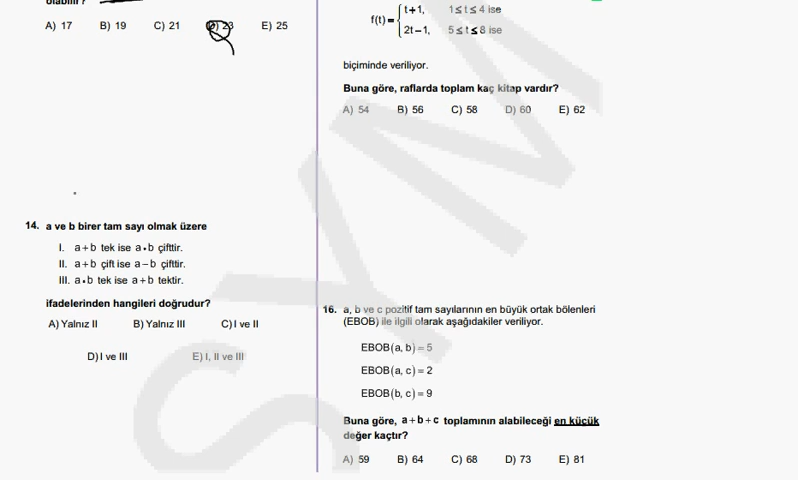 olabilir?
A) 17 B) 19 C) 21 D) 23 E) 25
14. a ve b birer tam sayı olmak üzere
I. a+b tek ise a•b çifttir.
II. a+b çift ise a−b çifttir.
III. a•b tek ise a+b tektir.
ifadelerinden hangileri doğrudur?
A) Yalnız II B) Yalnız III C) I ve II
D) I ve III E) I, II ve III
f(t)= { t+1, 1≤t≤4 ise
2t−1, 5≤t≤8 ise
biçiminde veriliyor.
Buna göre, raflarda toplam kaç kitap vardır?
A) 54 B) 56 C) 58 D) 60 E) 62
16. a, b ve c pozitif tam sayılarının en büyük ortak bölenleri
(EBOB) ile ilgili olarak aşağıdakiler veriliyor.
EBOB(a, b) = 5
EBOB(a, c) = 2
EBOB(b, c) = 9
Buna göre, a+b+c toplamının alabileceği en küçük
değer kaçtır?
A) 59 B) 64 C) 68 D) 73 E) 81
SYM